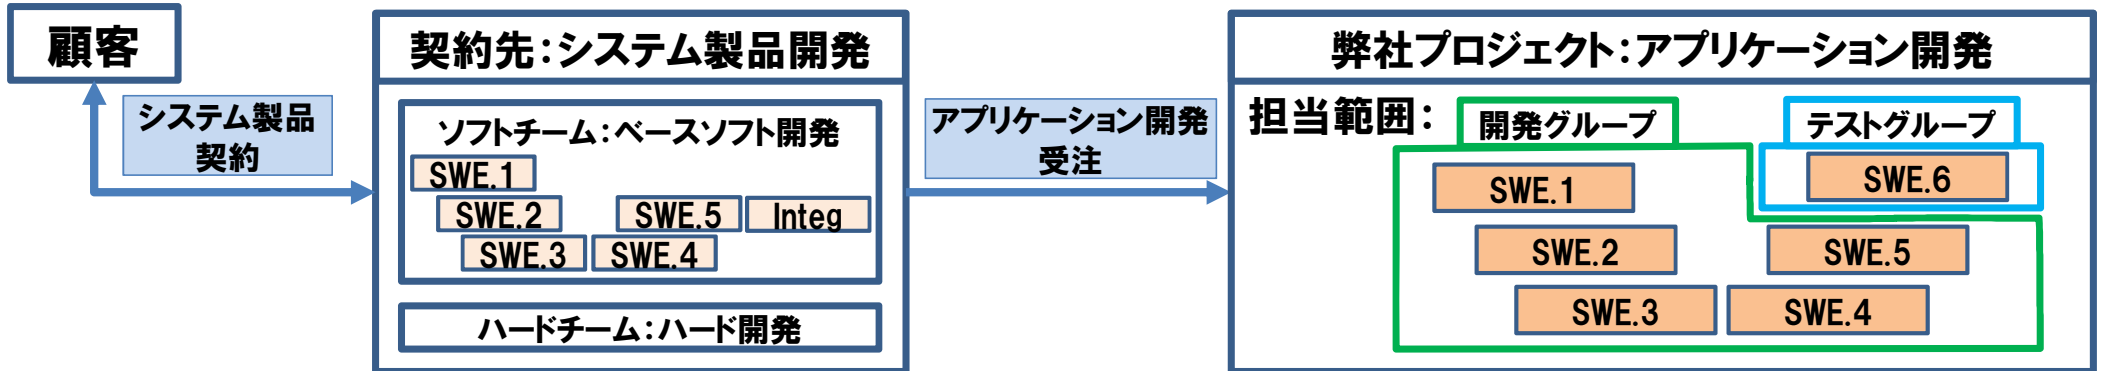 顧客
システム製品
契約
契約先：システム製品開発
ソフトチーム：ベースソフト開発
SWE.1
SWE.2
SWE.5
Integ
SWE.3
SWE.4
ハードチーム：ハード開発
アプリケーション開発
受注
弊社プロジェクト：アプリケーション開発
担当範囲：
開発グループ
テストグループ
SWE.1
SWE.6
SWE.2
SWE.5
SWE.3
SWE.4